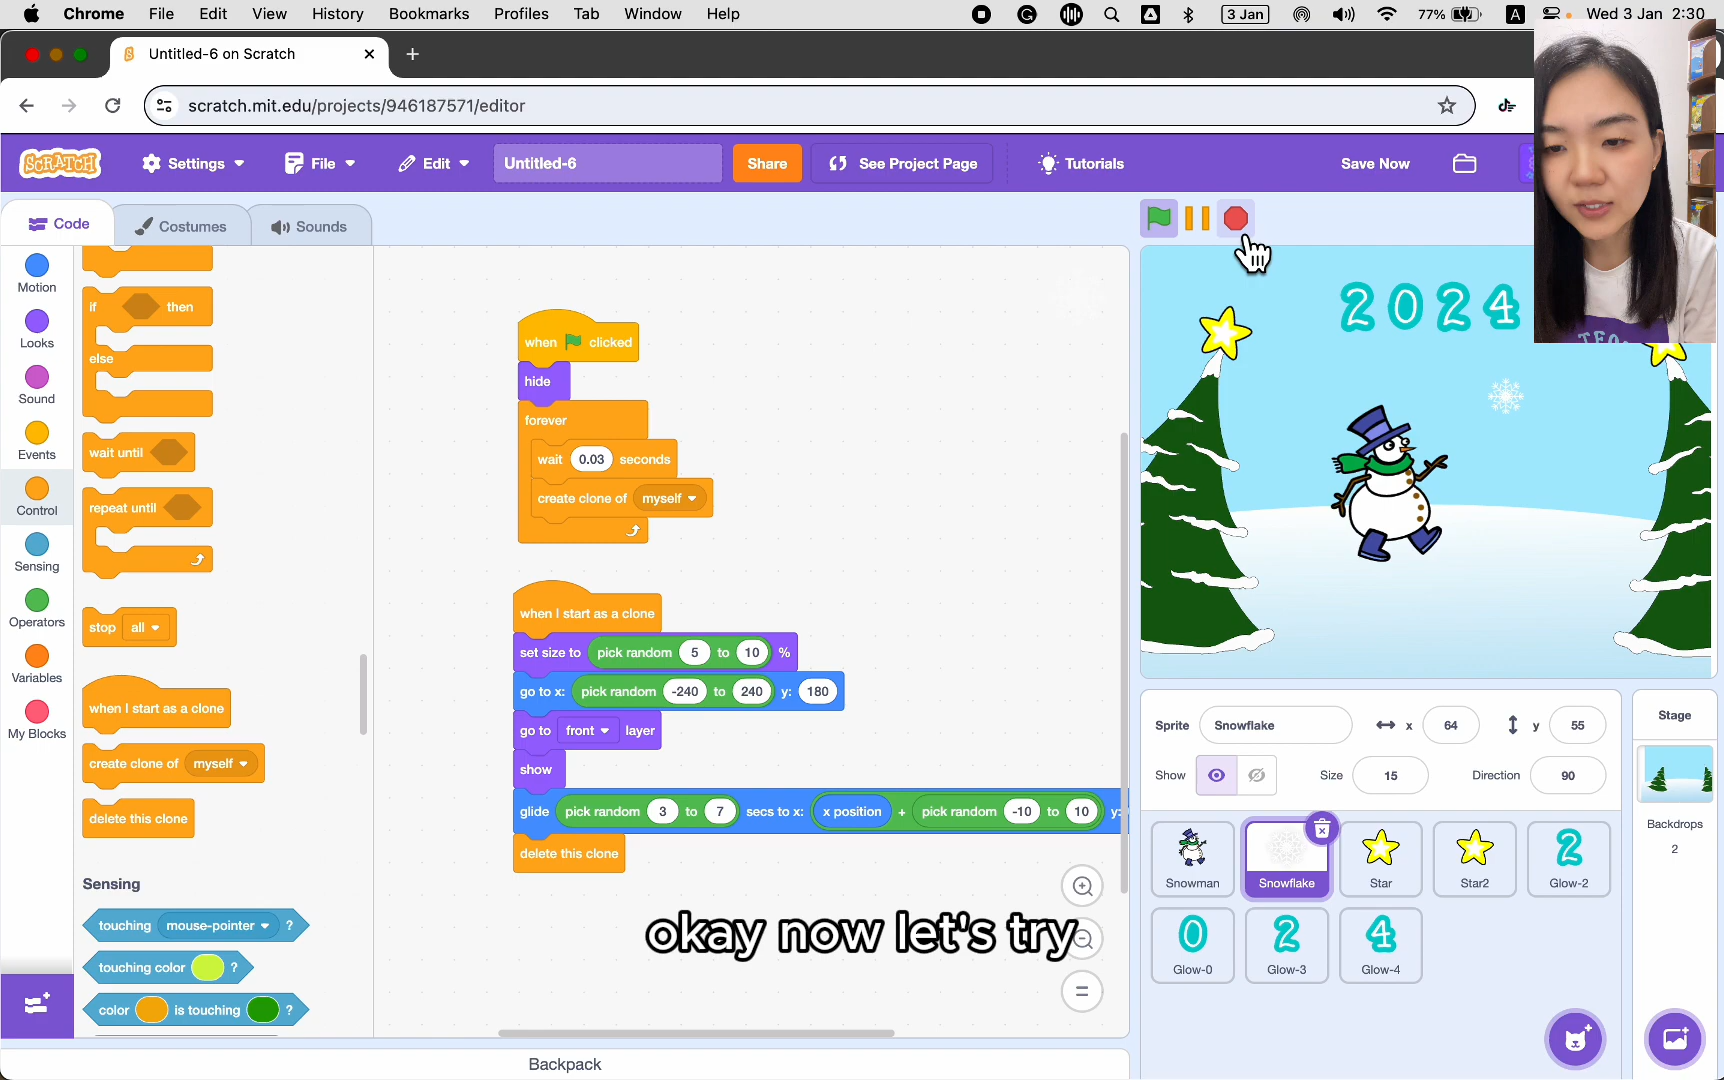 Chrome File Edit View History Bookmarks Profiles Tab Window Help 3 Jan 77% A Wed 3 Jan 2:30
Untitled-6 on Scratch
scratch.mit.edu/projects/946187571/editor
SCRATCH Settings File Edit Untitled-6 Share See Project Page Tutorials Save Now
Code Costumes Sounds
Motion
Looks
Sound
Events
Control
Sensing
Operators
Variables
My Blocks
if then
else
wait until
repeat until
stop all
when I start as a clone
create clone of myself
delete this clone
Sensing
touching mouse-pointer ?
touching color ?
color is touching ?
when clicked
hide
forever
wait 0.03 seconds
create clone of myself
when I start as a clone
set size to pick random 5 to 10 %
go to x: pick random -240 to 240 y: 180
go to front layer
show
glide pick random 3 to 7 secs to x: x position + pick random -10 to 10 y:
delete this clone
okay now let's try
Backpack
2024
Sprite Snowflake x 64 y 55
Show Size 15 Direction 90
Snowman Snowflake Star Star2 2 Glow-2
0 Glow-0 2 Glow-3 4 Glow-4
Stage
Backdrops
2